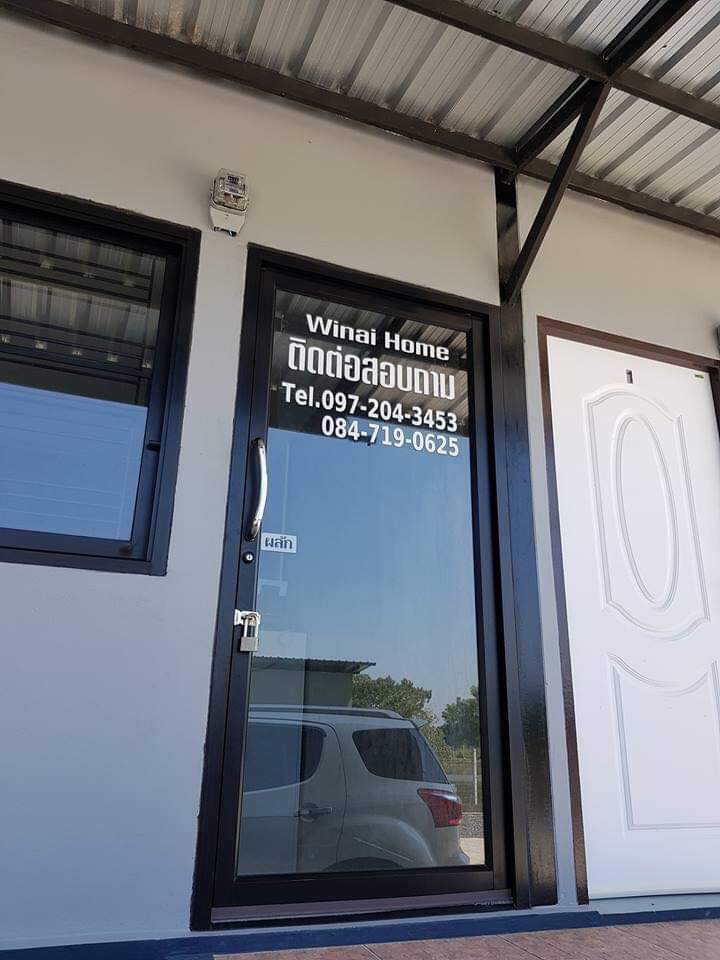 Winai Home
ติดต่อสอบถาม
Tel.097-204-3453
084-719-0625
ผลัก